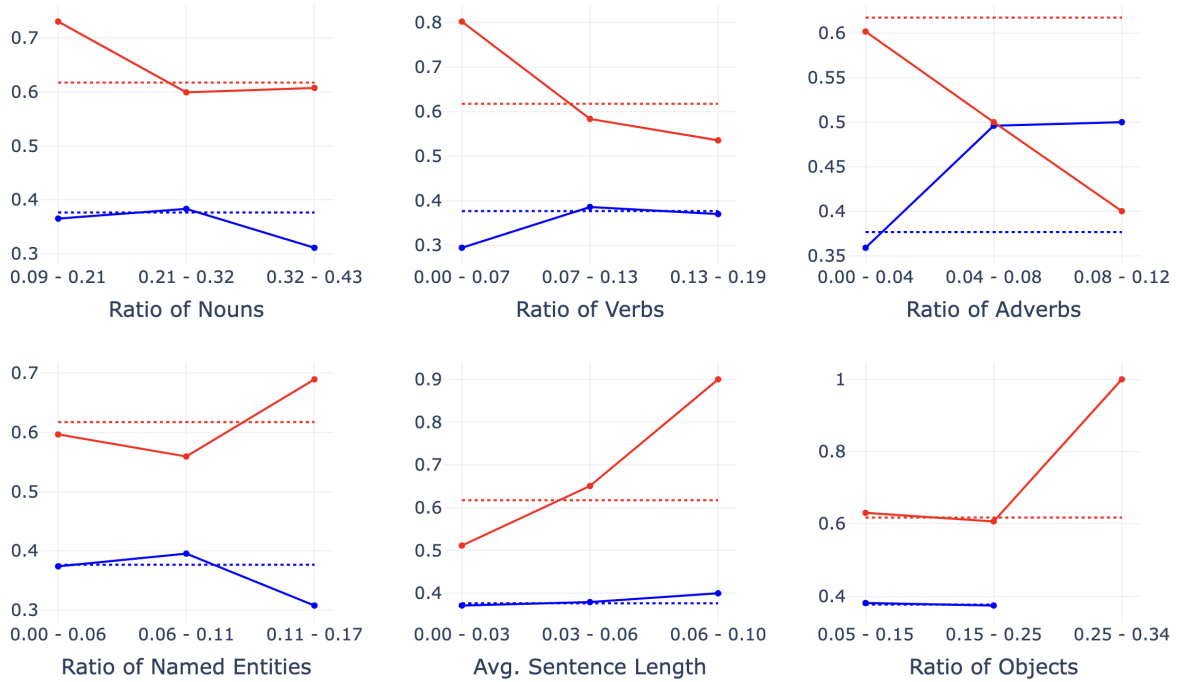 0.7
0.6
0.5
0.4
0.3
0.09 - 0.21 0.21 - 0.32 0.32 - 0.43
Ratio of Nouns
0.8
0.7
0.6
0.5
0.4
0.3
0.00 - 0.07 0.07 - 0.13 0.13 - 0.19
Ratio of Verbs
0.6
0.55
0.5
0.45
0.4
0.35
0.00 - 0.04 0.04 - 0.08 0.08 - 0.12
Ratio of Adverbs
0.7
0.6
0.5
0.4
0.3
0.00 - 0.06 0.06 - 0.11 0.11 - 0.17
Ratio of Named Entities
0.9
0.8
0.7
0.6
0.5
0.4
0.00 - 0.03 0.03 - 0.06 0.06 - 0.10
Avg. Sentence Length
1
0.8
0.6
0.4
0.05 - 0.15 0.15 - 0.25 0.25 - 0.34
Ratio of Objects